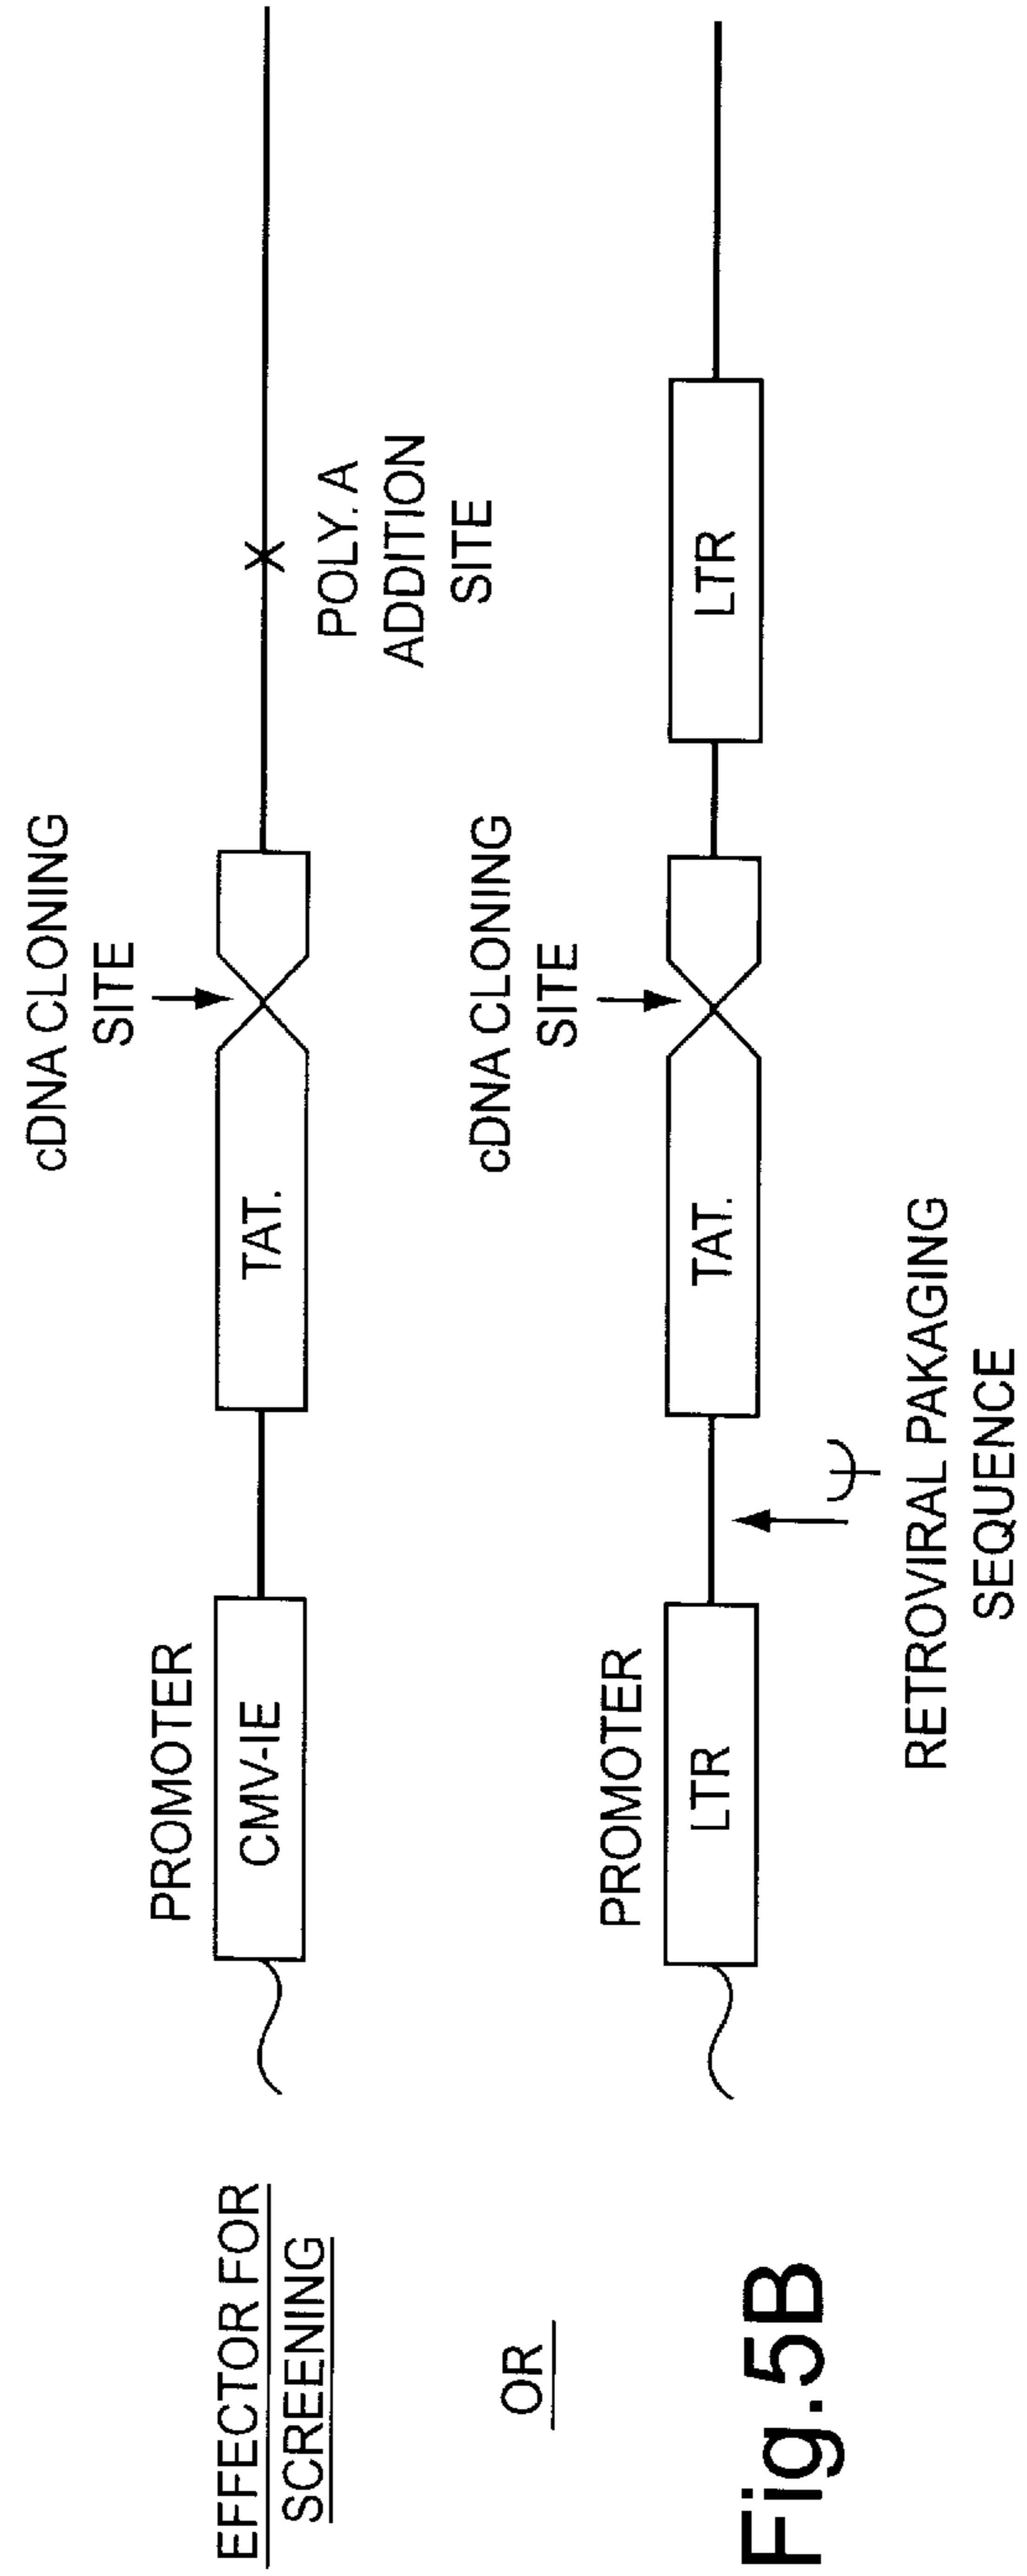 EFFECTOR FOR
SCREENING
PROMOTER
CMV-IE
TAT.
cDNA CLONING
SITE
POLY. A
ADDITION
SITE
OR
PROMOTER
LTR
Ψ
RETROVIRAL PAKAGING
SEQUENCE
TAT.
cDNA CLONING
SITE
LTR
Fig.5B